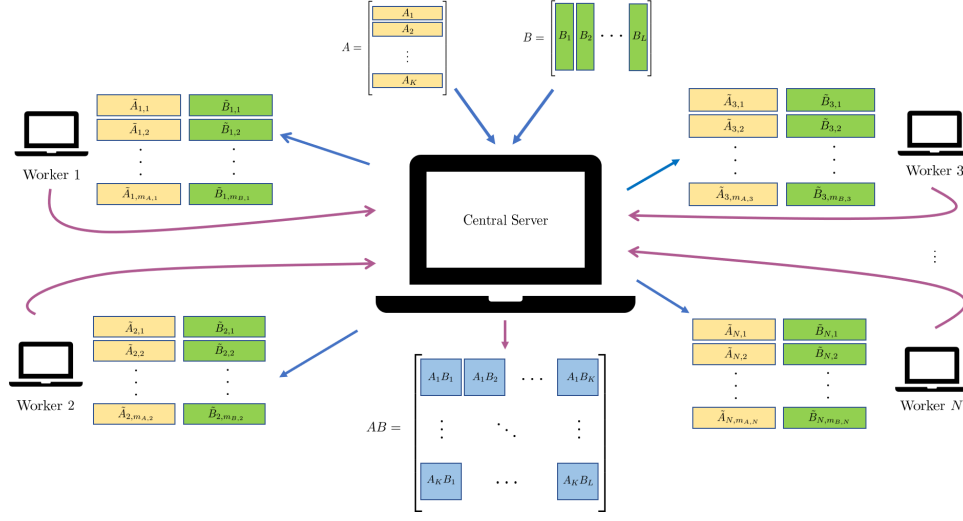 A =
A_1
A_2
⋮
A_K
B =
B_1 B_2 ⋯ B_L
Ã_{1,1} B̃_{1,1}
Ã_{1,2} B̃_{1,2}
⋮ ⋮
Ã_{1,m_{A,1}} B̃_{1,m_{B,1}}
Worker 1
Ã_{3,1} B̃_{3,1}
Ã_{3,2} B̃_{3,2}
⋮ ⋮
Ã_{3,m_{A,3}} B̃_{3,m_{B,3}}
Worker 3
Central Server
⋮
Ã_{2,1} B̃_{2,1}
Ã_{2,2} B̃_{2,2}
⋮ ⋮
Ã_{2,m_{A,2}} B̃_{2,m_{B,2}}
Worker 2
Ã_{N,1} B̃_{N,1}
Ã_{N,2} B̃_{N,2}
⋮ ⋮
Ã_{N,m_{A,N}} B̃_{N,m_{B,N}}
Worker N
AB =
A_1B_1 A_1B_2 ⋯ A_1B_K
⋮ ⋱ ⋮
A_KB_1 ⋯ A_KB_L